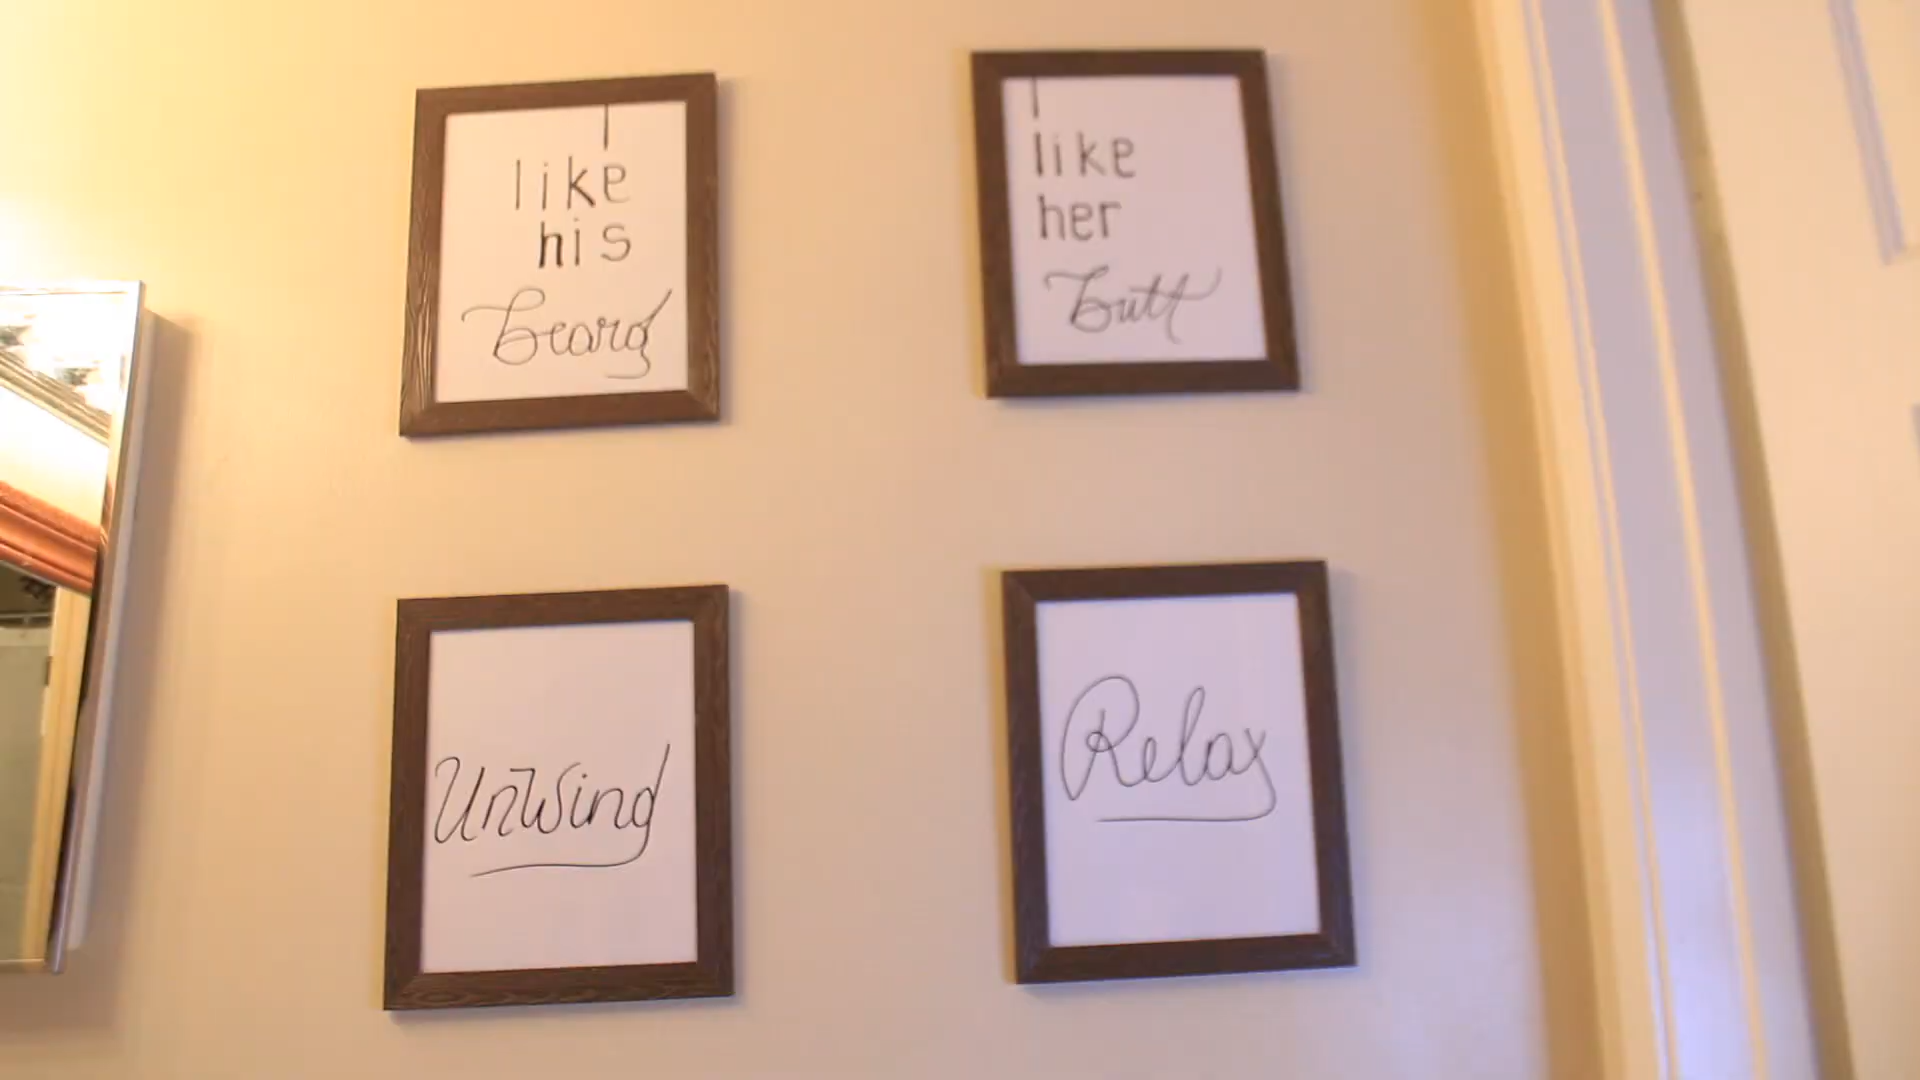 I
like
his
beard
I
like
her
butt
Unwind
Relax